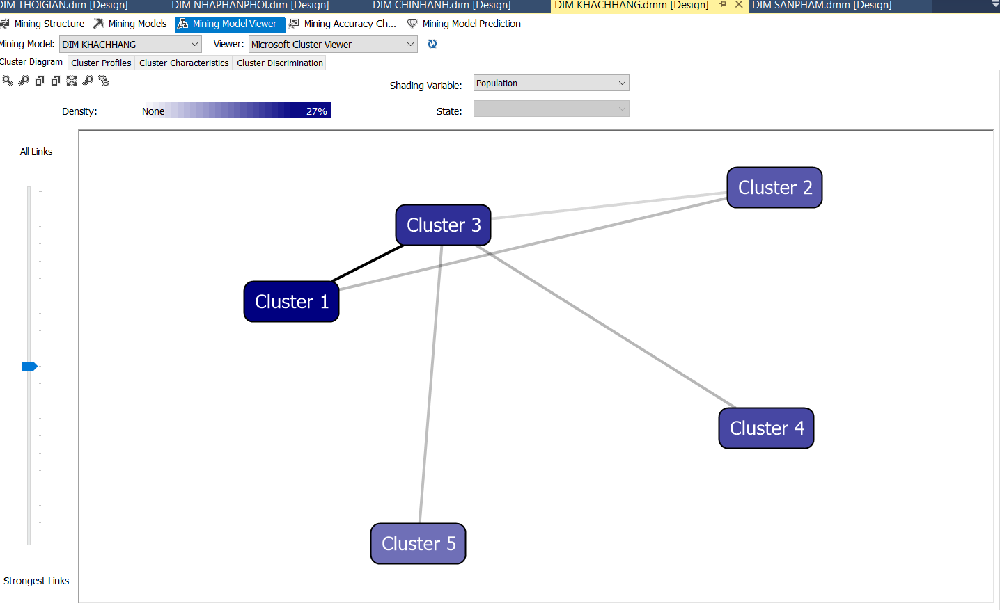 DIM THOIGIAN.dim [Design] DIM NHAPHANPHOI.dim [Design] DIM CHINHANH.dim [Design] DIM KHACHHANG.dmm [Design] DIM SANPHAM.dmm [Design]
Mining Structure Mining Models Mining Model Viewer Mining Accuracy Ch... Mining Model Prediction
Mining Model: DIM KHACHHANG Viewer: Microsoft Cluster Viewer
Cluster Diagram Cluster Profiles Cluster Characteristics Cluster Discrimination
Shading Variable: Population
Density: None 27% State:
All Links
Cluster 2
Cluster 3
Cluster 1
Cluster 4
Cluster 5
Strongest Links